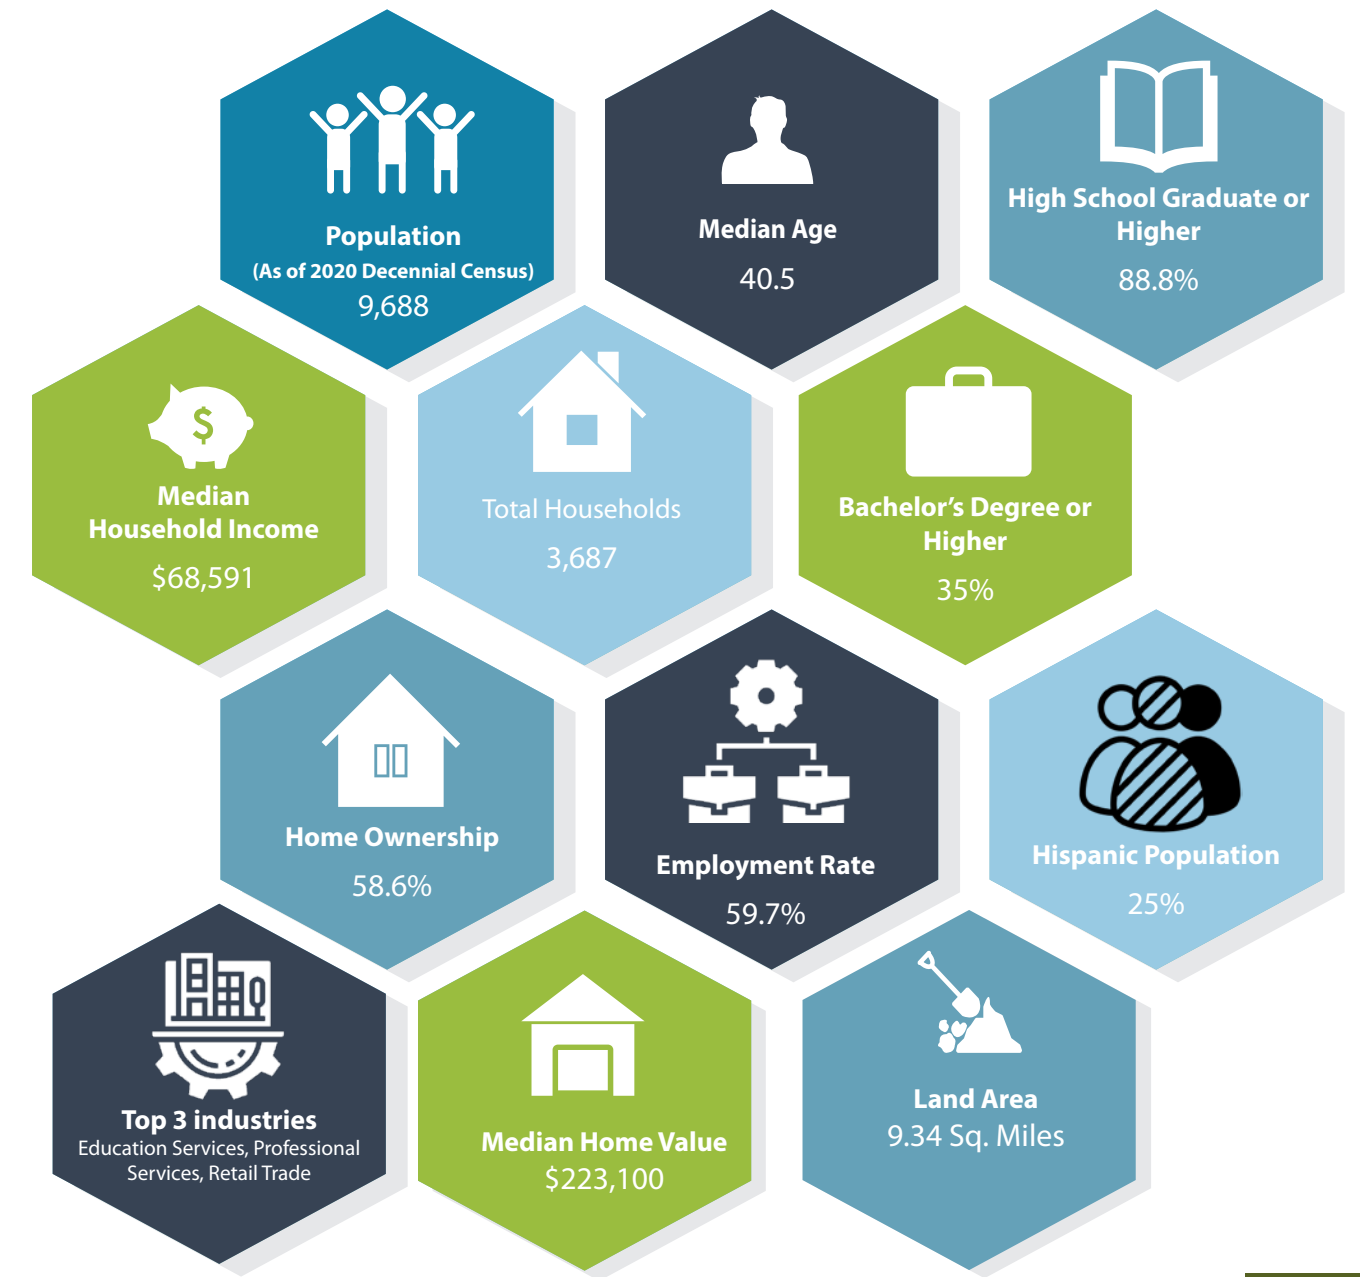 Population
(As of 2020 Decennial Census)
9,688
Median Age
40.5
High School Graduate or
Higher
88.8%
$
Median
Household Income
$68,591
Total Households
3,687
Bachelor’s Degree or
Higher
35%
Home Ownership
58.6%
Employment Rate
59.7%
Hispanic Population
25%
Top 3 industries
Education Services, Professional
Services, Retail Trade
Median Home Value
$223,100
Land Area
9.34 Sq. Miles